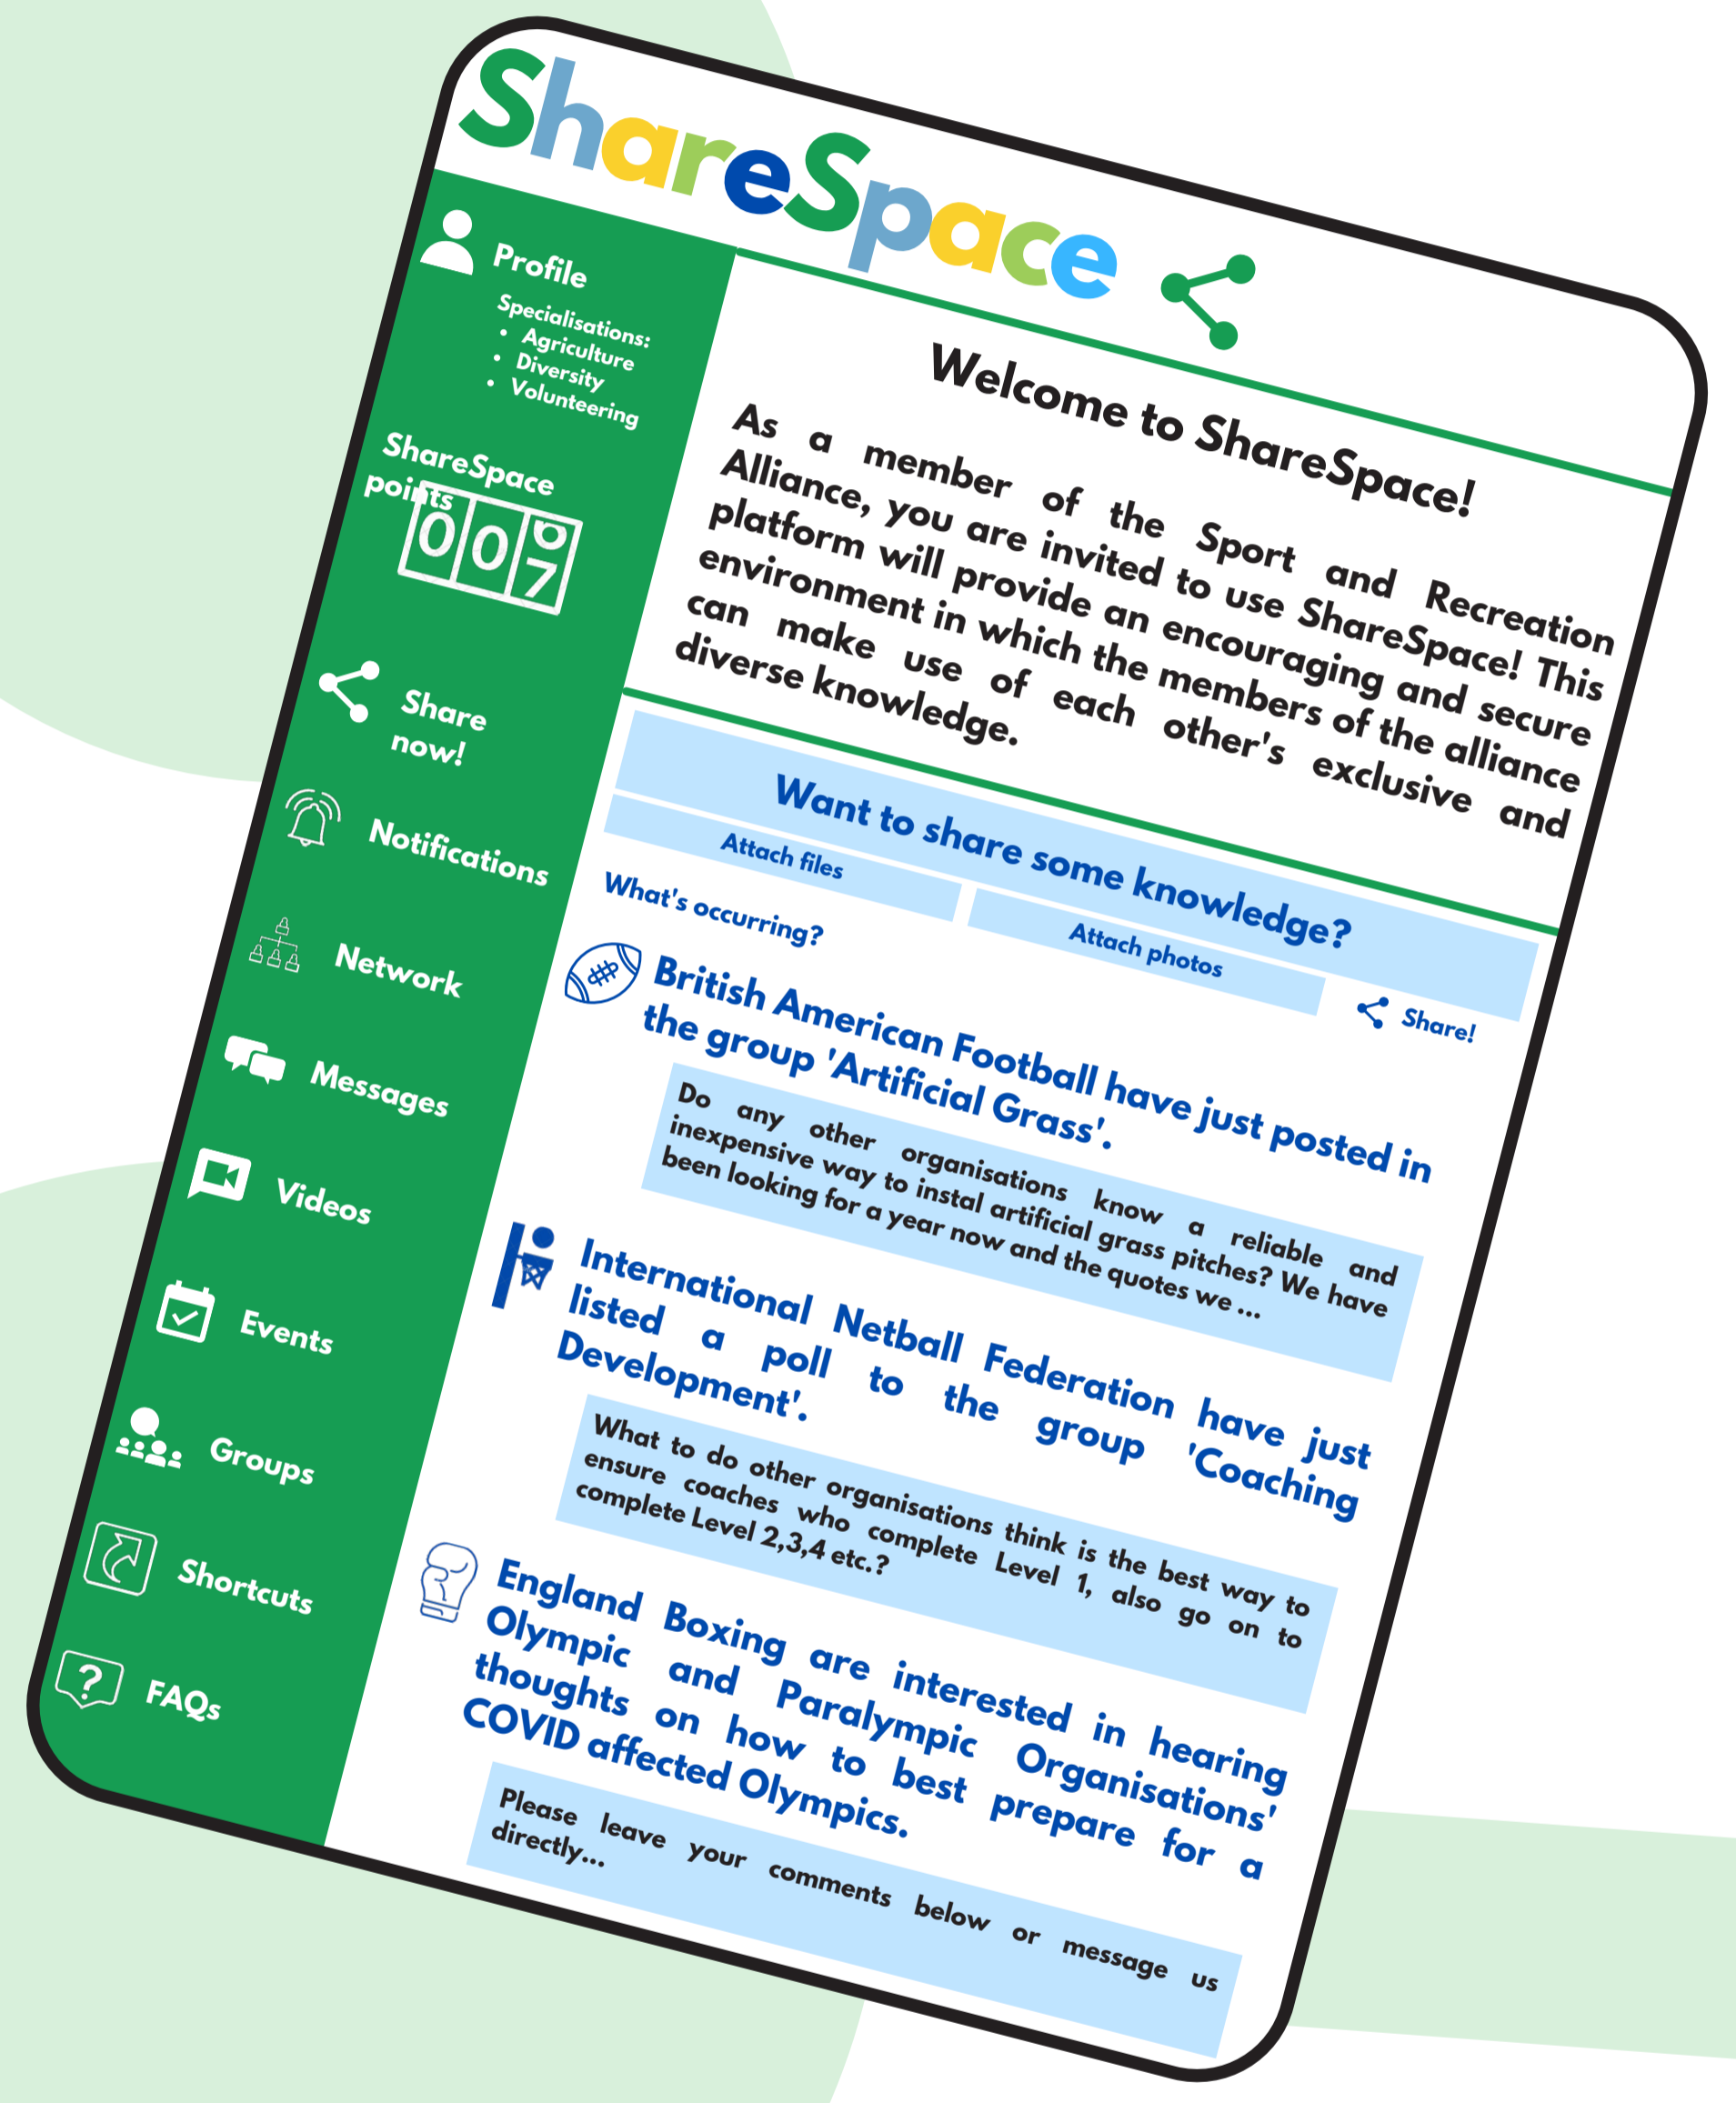 ShareSpace
Profile
Specialisations:
• Agriculture
• Diversity
• Volunteering
ShareSpace
points
0 0 7
Share
now!
Notifications
Network
Messages
Videos
Events
Groups
Shortcuts
FAQs
Welcome to ShareSpace!
As a member of the Sport and Recreation
Alliance, you are invited to use ShareSpace! This
platform will provide an encouraging and secure
environment in which the members of the alliance
can make use of each other's exclusive and
diverse knowledge.
Want to share some knowledge?
Attach files
Attach photos
Share!
What's occurring?
British American Football have just posted in
the group 'Artificial Grass'.
Do any other organisations know a reliable and
inexpensive way to instal artificial grass pitches? We have
been looking for a year now and the quotes we ...
International Netball Federation have just
listed a poll to the group 'Coaching
Development'.
What to do other organisations think is the best way to
ensure coaches who complete Level 1, also go on to
complete Level 2,3,4 etc.?
England Boxing are interested in hearing
Olympic and Paralympic Organisations'
thoughts on how to best prepare for a
COVID affected Olympics.
Please leave your comments below or message us
directly...